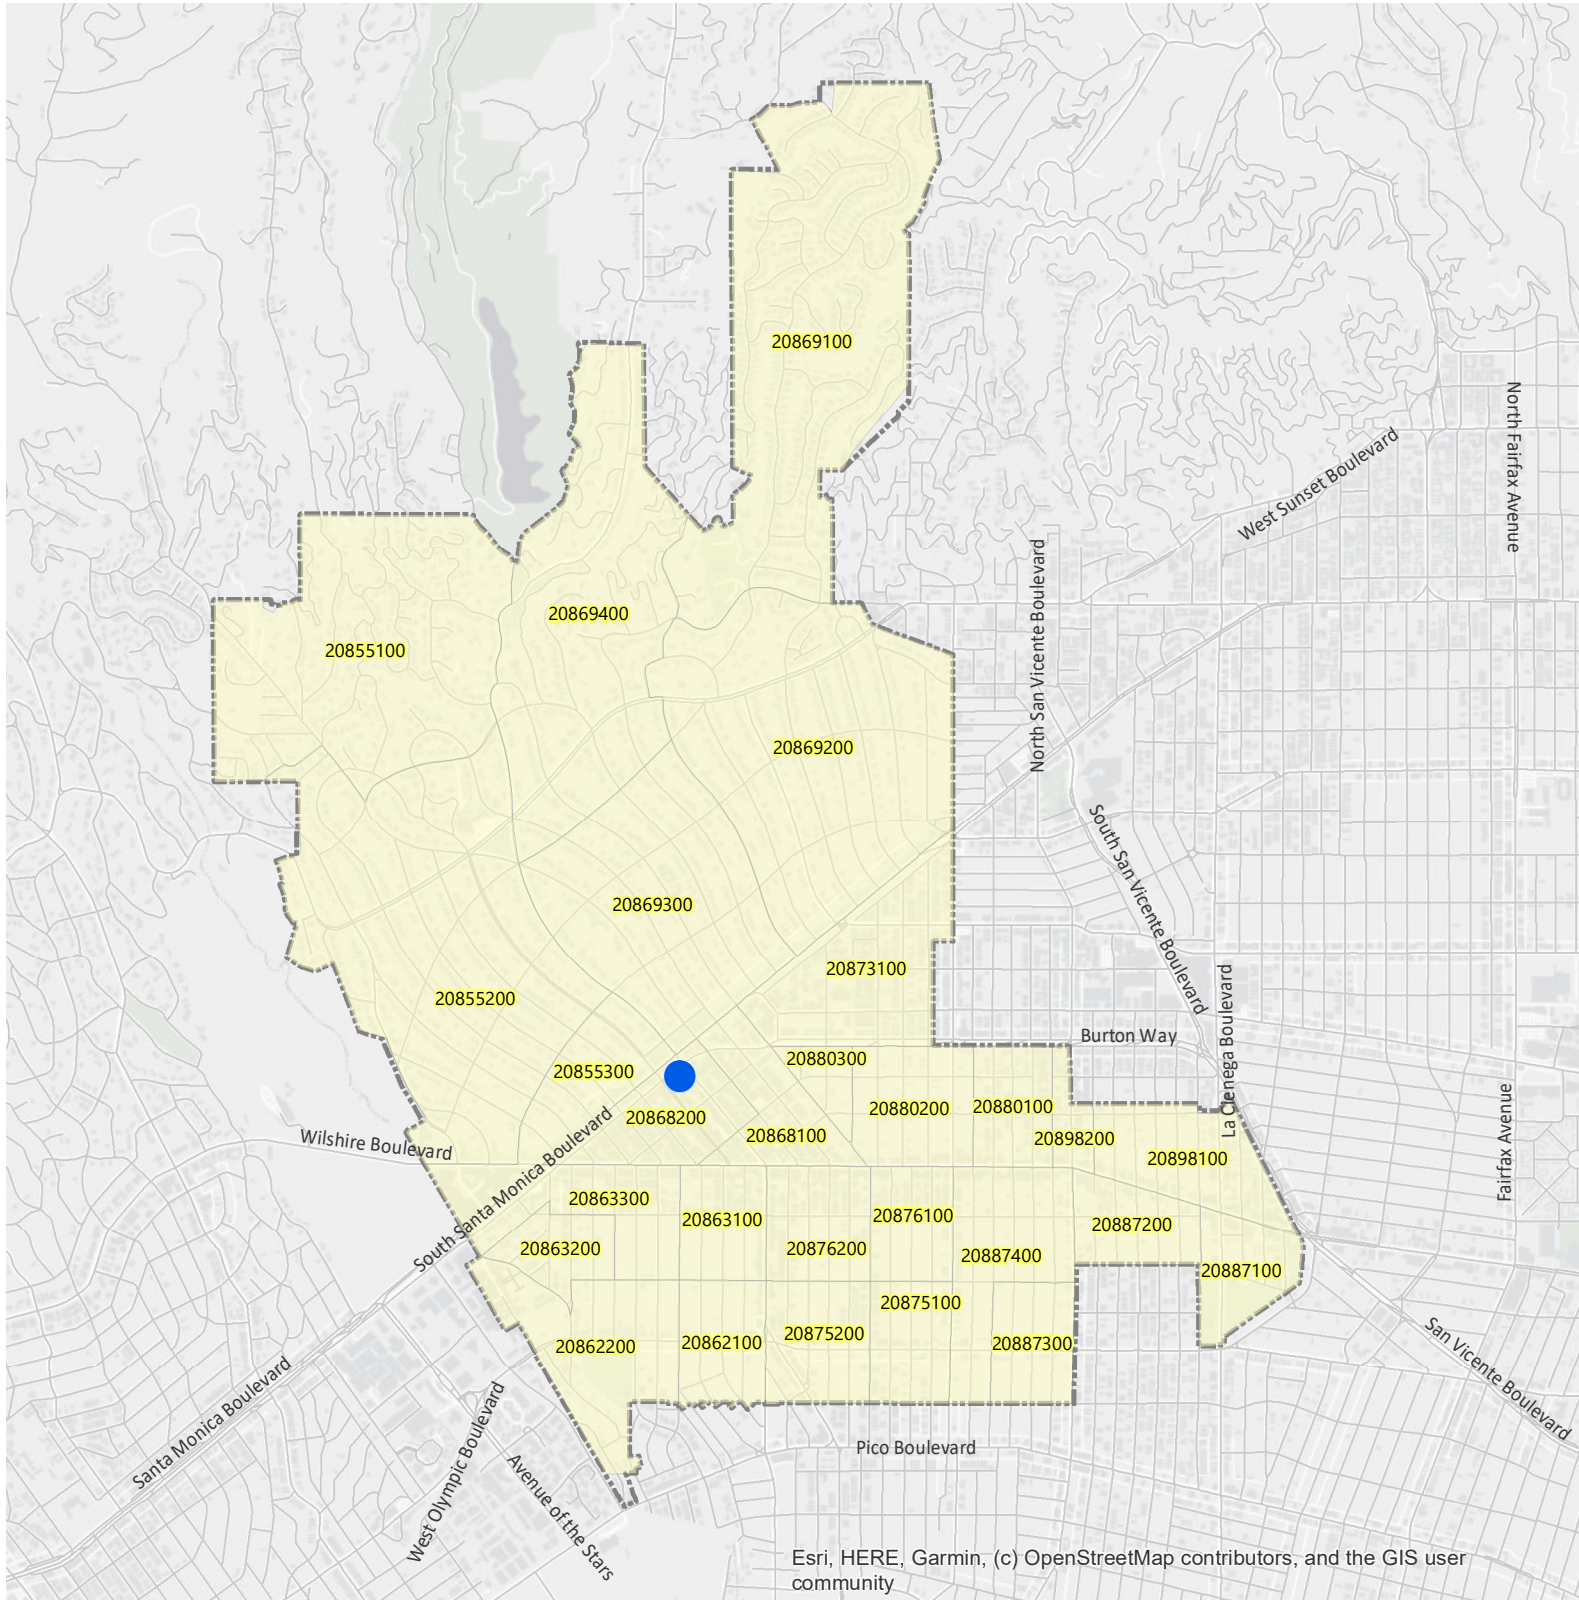 20869100
North Fairfax Avenue
West Sunset Boulevard
North San Vicente Boulevard
20869400
20855100
20869200
South San Vicente Boulevard
20869300
20873100
20855200
La Cienega Boulevard
Burton Way
20880300
20855300
Fairfax Avenue
20880200
20880100
20868200
20868100
20898200
Wilshire Boulevard
20898100
South Santa Monica Boulevard
20863300
20863100
20876100
20887200
20863200
20876200
20887400
20887100
20875100
20875200
20862200
20862100
20887300
San Vicente Boulevard
Santa Monica Boulevard
West Olympic Boulevard
Pico Boulevard
Avenue of the Stars
Esri, HERE, Garmin, (c) OpenStreetMap contributors, and the GIS user
community